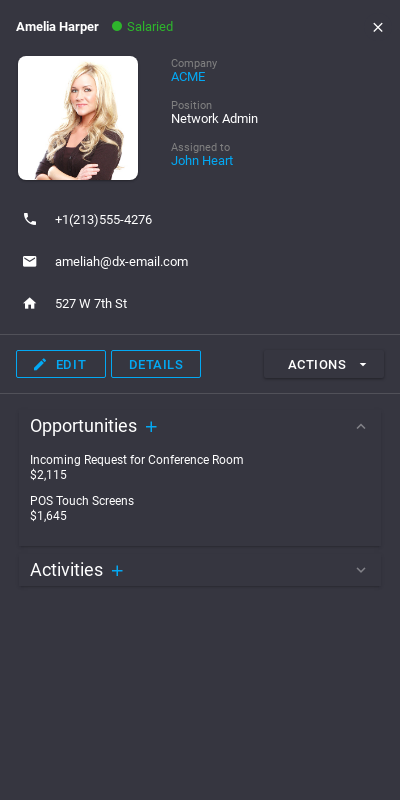 Amelia Harper
Salaried
Company
ACME
Position
Network Admin
Assigned to
John Heart
+1(213)555-4276
ameliah@dx-email.com
527 W 7th St
EDIT
DETAILS
ACTIONS
Opportunities
Incoming Request for Conference Room
$2,115
POS Touch Screens
$1,645
Activities